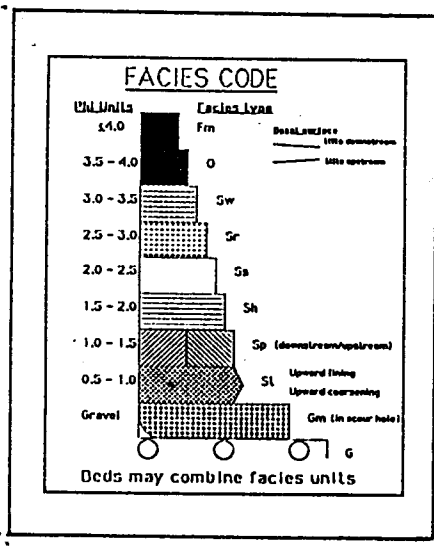 FACIES CODE
Phi Units Facies type
≤4.0 Fm
Basal surface
tilts downstream
tilts upstream
3.5 - 4.0 O
3.0 - 3.5 Sw
2.5 - 3.0 Sr
2.0 - 2.5 Ss
1.5 - 2.0 Sh
1.0 - 1.5 Sp (downstream/upstream)
0.5 - 1.0 Sl Upward fining
Upward coarsening
Gravel Gm (in scour hole)
G
Beds may combine facies units